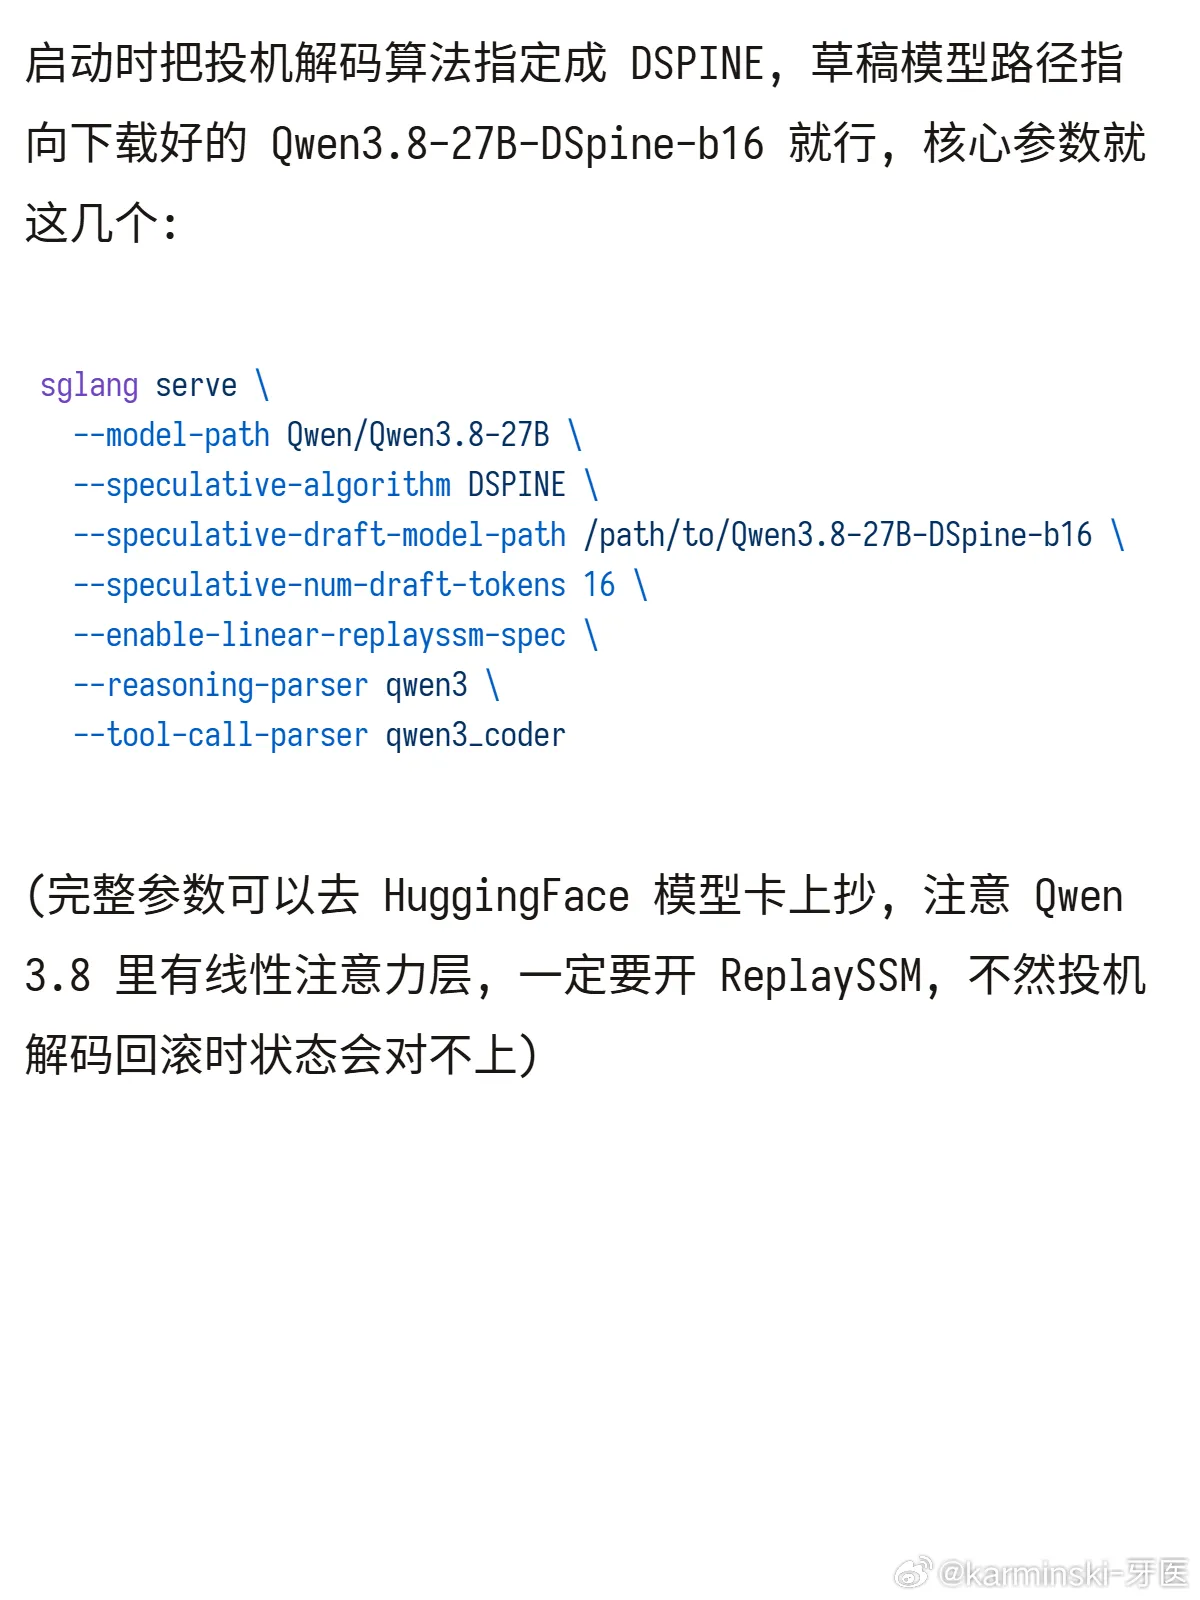 启动时把投机解码算法指定成 DSPINE, 草稿模型路径指
向下载好的 Qwen3.8-27B-DSpine-b16 就行, 核心参数就
这几个:
sglang serve \
  --model-path Qwen/Qwen3.8-27B \
  --speculative-algorithm DSPINE \
  --speculative-draft-model-path /path/to/Qwen3.8-27B-DSpine-b16 \
  --speculative-num-draft-tokens 16 \
  --enable-linear-replayssm-spec \
  --reasoning-parser qwen3 \
  --tool-call-parser qwen3_coder
(完整参数可以去 HuggingFace 模型卡上抄, 注意 Qwen
3.8 里有线性注意力层, 一定要开 ReplaySSM, 不然投机
解码回滚时状态会对不上)
@karminski-牙医